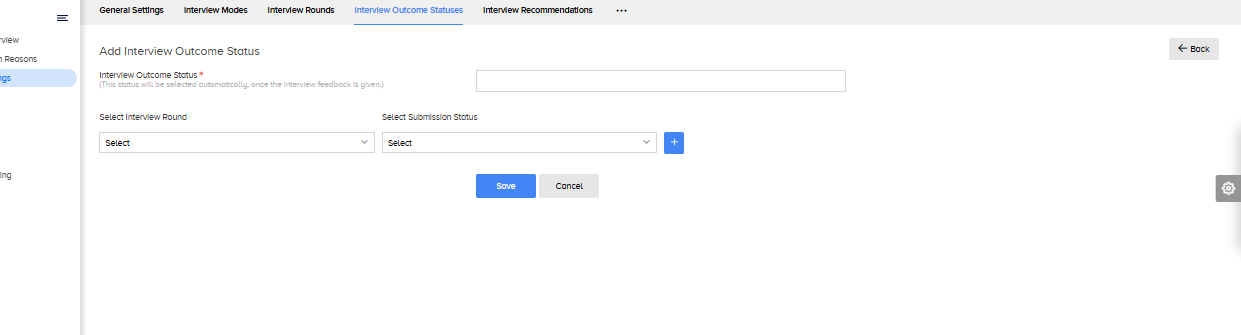 General Settings Interview Modes Interview Rounds Interview Outcome Statuses Interview Recommendations ...
rview
n Reasons
ngs
ing
Add Interview Outcome Status
← Back
Interview Outcome Status *
(This status will be selected automatically, once the interview feedback is given.)
Select Interview Round Select Submission Status
Select Select +
Save Cancel